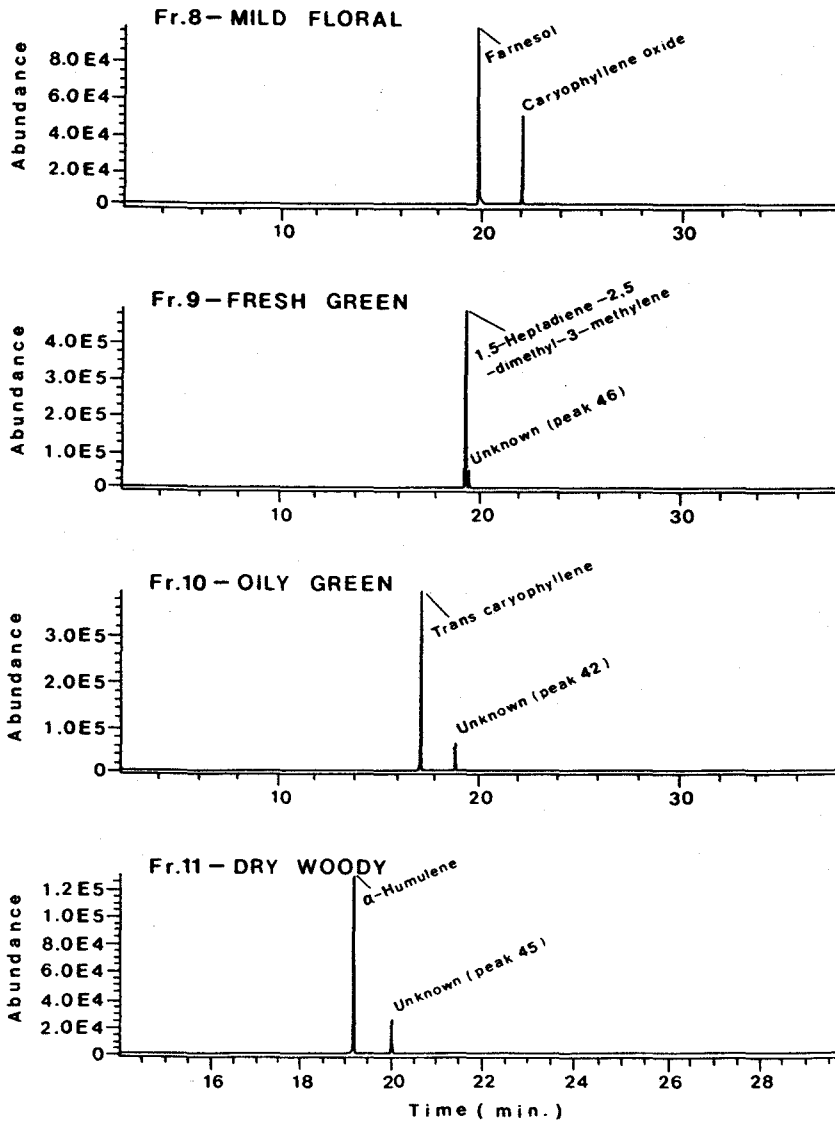 Fr.8— MILD FLORAL
Abundance
8.0E4
6.0E4
4.0E4
2.0E4
0
Farnesol
Caryophyllene oxide
10
20
30
Fr.9—FRESH GREEN
Abundance
4.0E5
3.0E5
2.0E5
1.0E5
0
1.5-Heptadiene -2,5
-dimethyl-3-methylene
Unknown (peak 46)
10
20
30
Fr.10— OILY GREEN
Abundance
3.0E5
2.0E5
1.0E5
0
Trans caryophyllene
Unknown (peak 42)
10
20
30
Fr.11— DRY WOODY
Abundance
1.2E5
1.0E5
8.0E4
6.0E4
4.0E4
2.0E4
0
α-Humulene
Unknown (peak 45)
16
18
20
22
24
26
28
Time ( min.)